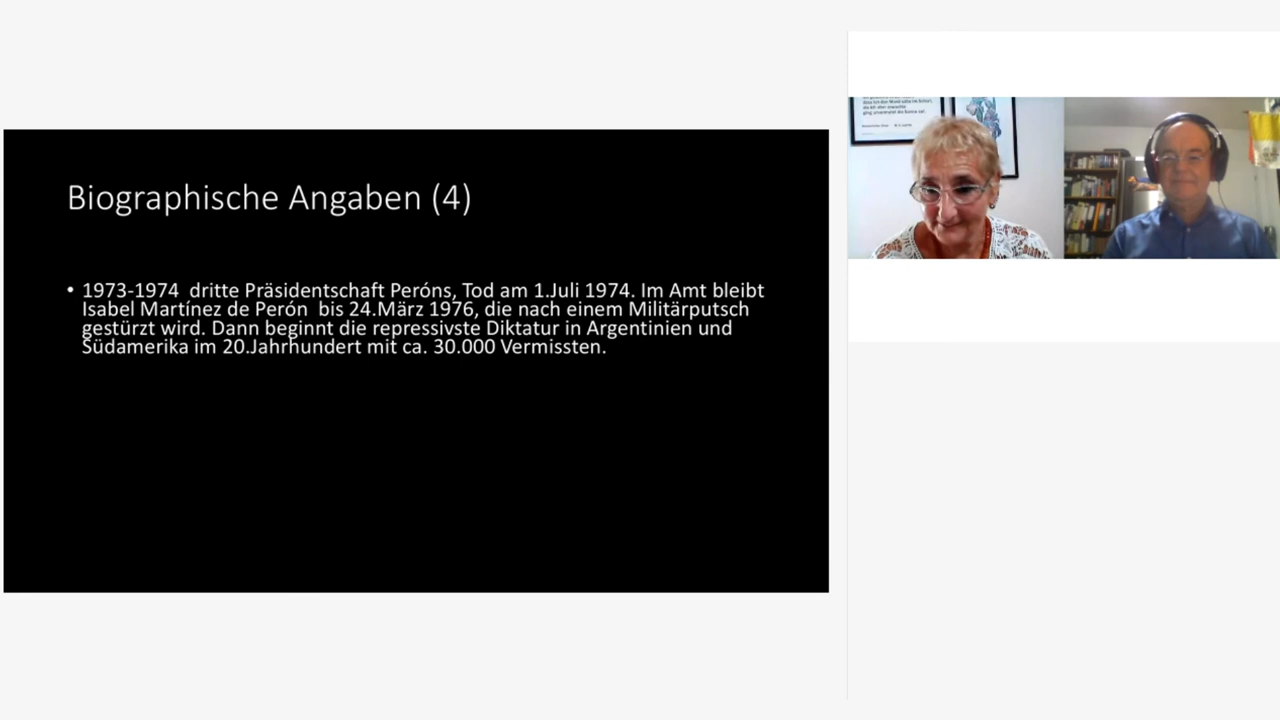 Biographische Angaben (4)
• 1973-1974  dritte Präsidentschaft Peróns, Tod am 1.Juli 1974. Im Amt bleibt
Isabel Martínez de Perón  bis 24.März 1976, die nach einem Militärputsch
gestürzt wird. Dann beginnt die repressivste Diktatur in Argentinien und
Südamerika im 20.Jahrhundert mit ca. 30.000 Vermissten.